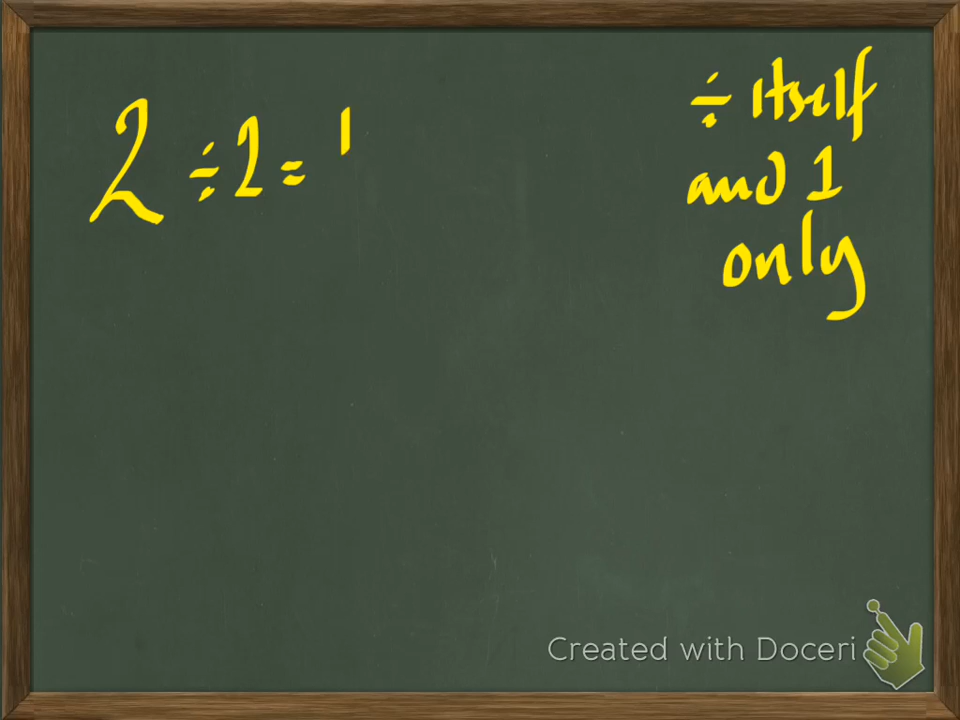 2 ÷ 2 = 1
÷ itself
and 1
only
Created with Doceri